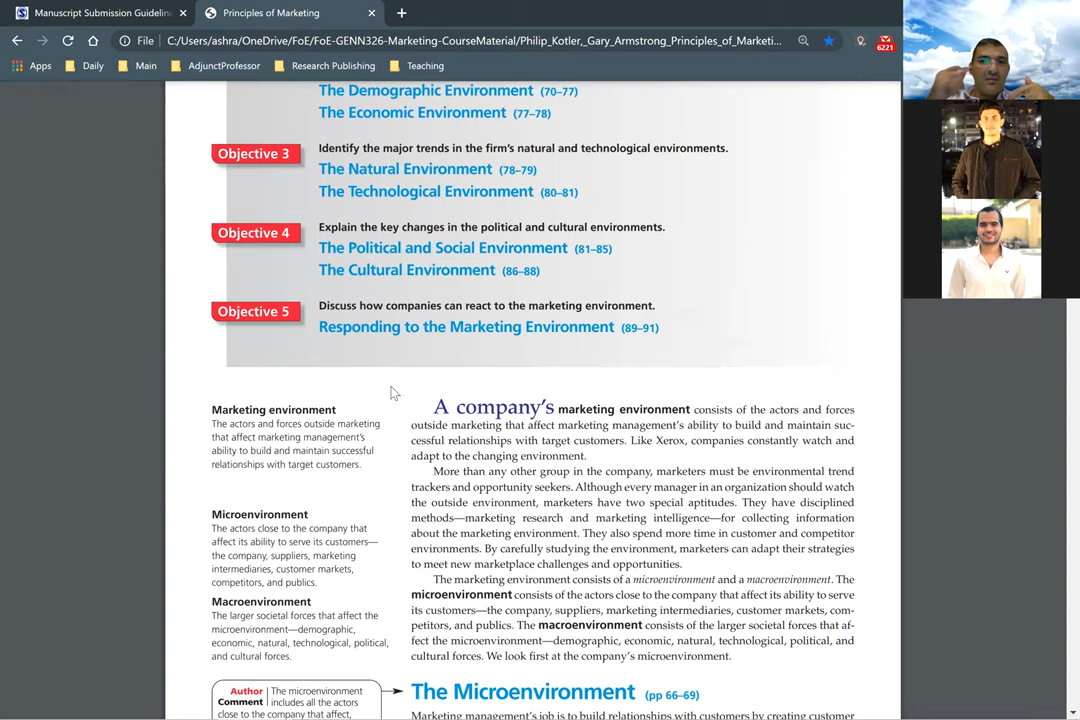 Manuscript Submission Guideline
Principles of Marketing
File
C:/Users/ashra/OneDrive/FoE/FoE-GENN326-Marketing-CourseMaterial/Philip_Kotler,_Gary_Armstrong_Principles_of_Marketi...
6221
Apps
Daily
Main
AdjunctProfessor
Research Publishing
Teaching
The Demographic Environment (70–77)
The Economic Environment (77–78)
Objective 3
Identify the major trends in the firm's natural and technological environments.
The Natural Environment (78–79)
The Technological Environment (80–81)
Objective 4
Explain the key changes in the political and cultural environments.
The Political and Social Environment (81–85)
The Cultural Environment (86–88)
Objective 5
Discuss how companies can react to the marketing environment.
Responding to the Marketing Environment (89–91)
Marketing environment
The actors and forces outside marketing
that affect marketing management's
ability to build and maintain successful
relationships with target customers.
Microenvironment
The actors close to the company that
affect its ability to serve its customers—
the company, suppliers, marketing
intermediaries, customer markets,
competitors, and publics.
Macroenvironment
The larger societal forces that affect the
microenvironment—demographic,
economic, natural, technological, political,
and cultural forces.
Author Comment
The microenvironment
includes all the actors
close to the company that affect,
A company's marketing environment consists of the actors and forces
outside marketing that affect marketing management's ability to build and maintain suc-
cessful relationships with target customers. Like Xerox, companies constantly watch and
adapt to the changing environment.
More than any other group in the company, marketers must be environmental trend
trackers and opportunity seekers. Although every manager in an organization should watch
the outside environment, marketers have two special aptitudes. They have disciplined
methods—marketing research and marketing intelligence—for collecting information
about the marketing environment. They also spend more time in customer and competitor
environments. By carefully studying the environment, marketers can adapt their strategies
to meet new marketplace challenges and opportunities.
The marketing environment consists of a microenvironment and a macroenvironment. The
microenvironment consists of the actors close to the company that affect its ability to serve
its customers—the company, suppliers, marketing intermediaries, customer markets, com-
petitors, and publics. The macroenvironment consists of the larger societal forces that af-
fect the microenvironment—demographic, economic, natural, technological, political, and
cultural forces. We look first at the company's microenvironment.
The Microenvironment (pp 66–69)
Marketing management's job is to build relationships with customers by creating customer